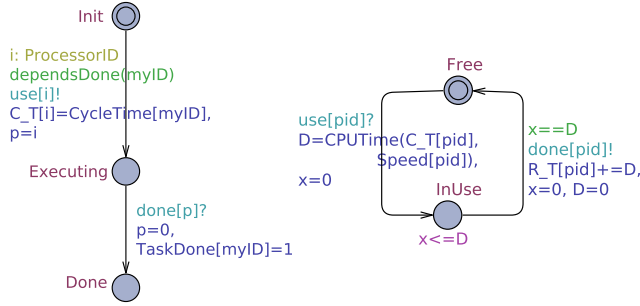 Init
i: ProcessorID
dependsDone(myID)
use[i]!
C_T[i]=CycleTime[myID],
p=i
Executing
done[p]?
p=0,
TaskDone[myID]=1
Done
Free
use[pid]?
D=CPUTime(C_T[pid],
Speed[pid]),
x=0
x==D
done[pid]!
R_T[pid]+=D,
x=0, D=0
InUse
x<=D